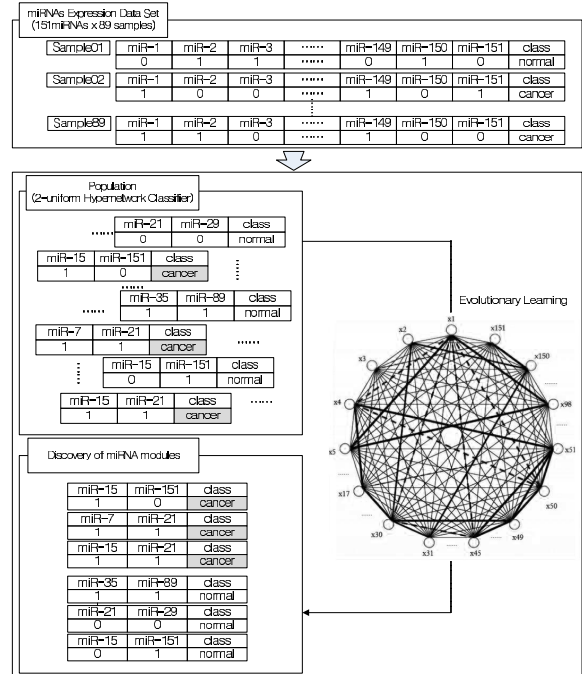 miRNAs Expression Data Set
(151miRNAs x 89 samples)
Sample01 miR-1 miR-2 miR-3 ...... miR-149 miR-150 miR-151 class
0 1 1 0 1 0 normal
Sample02 miR-1 miR-2 miR-3 ...... miR-149 miR-150 miR-151 class
1 0 0 1 0 1 cancer
Sample89 miR-1 miR-2 miR-3 ...... miR-149 miR-150 miR-151 class
1 1 0 1 0 0 cancer
Population
(2-uniform Hypernetwork Classifier)
...... miR-21 miR-29 class
0 0 normal
miR-15 miR-151 class
1 0 cancer
......
miR-35 miR-89 class
...... 1 1 normal
miR-7 miR-21 class
1 1 cancer ......
miR-15 miR-151 class
0 1 normal
miR-15 miR-21 class ......
1 1 cancer
Evolutionary Learning
x1
x2
x151
x3
x150
......
x4
x98
......
x5
x51
x17
x50
......
......
x30
x49
x31
......
x45
Discovery of miRNA modules
miR-15 miR-151 class
1 0 cancer
miR-7 miR-21 class
1 1 cancer
miR-15 miR-21 class
1 1 cancer
miR-35 miR-89 class
1 1 normal
miR-21 miR-29 class
0 0 normal
miR-15 miR-151 class
0 1 normal